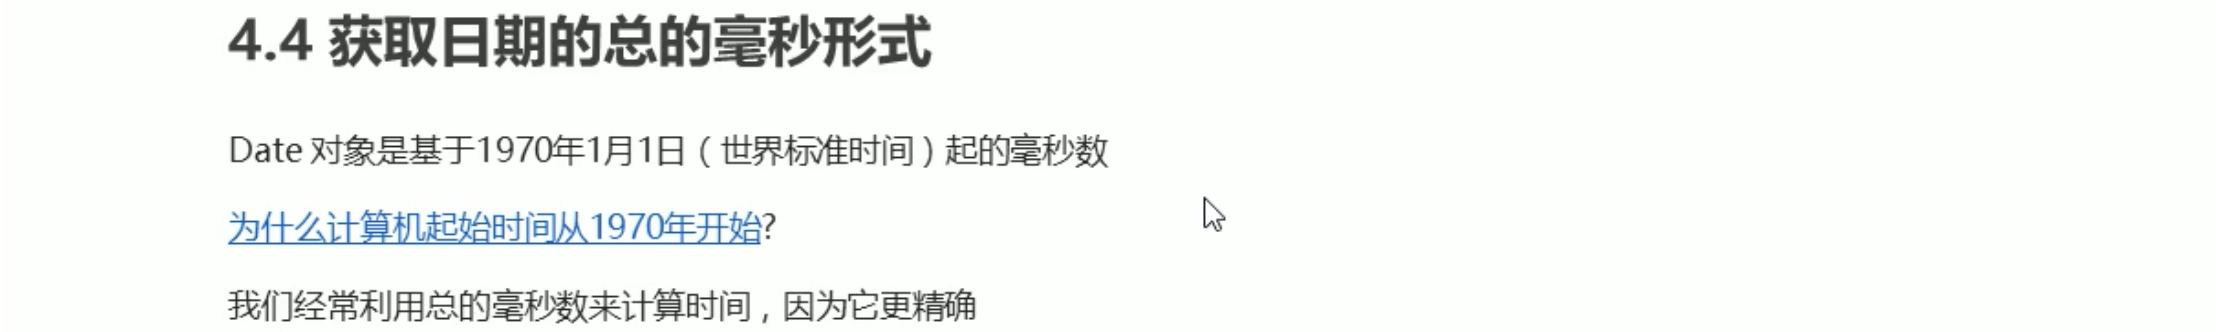 4.4 获取日期的总的毫秒形式
Date 对象是基于1970年1月1日（世界标准时间）起的毫秒数
为什么计算机起始时间从1970年开始?
我们经常利用总的毫秒数来计算时间，因为它更精确